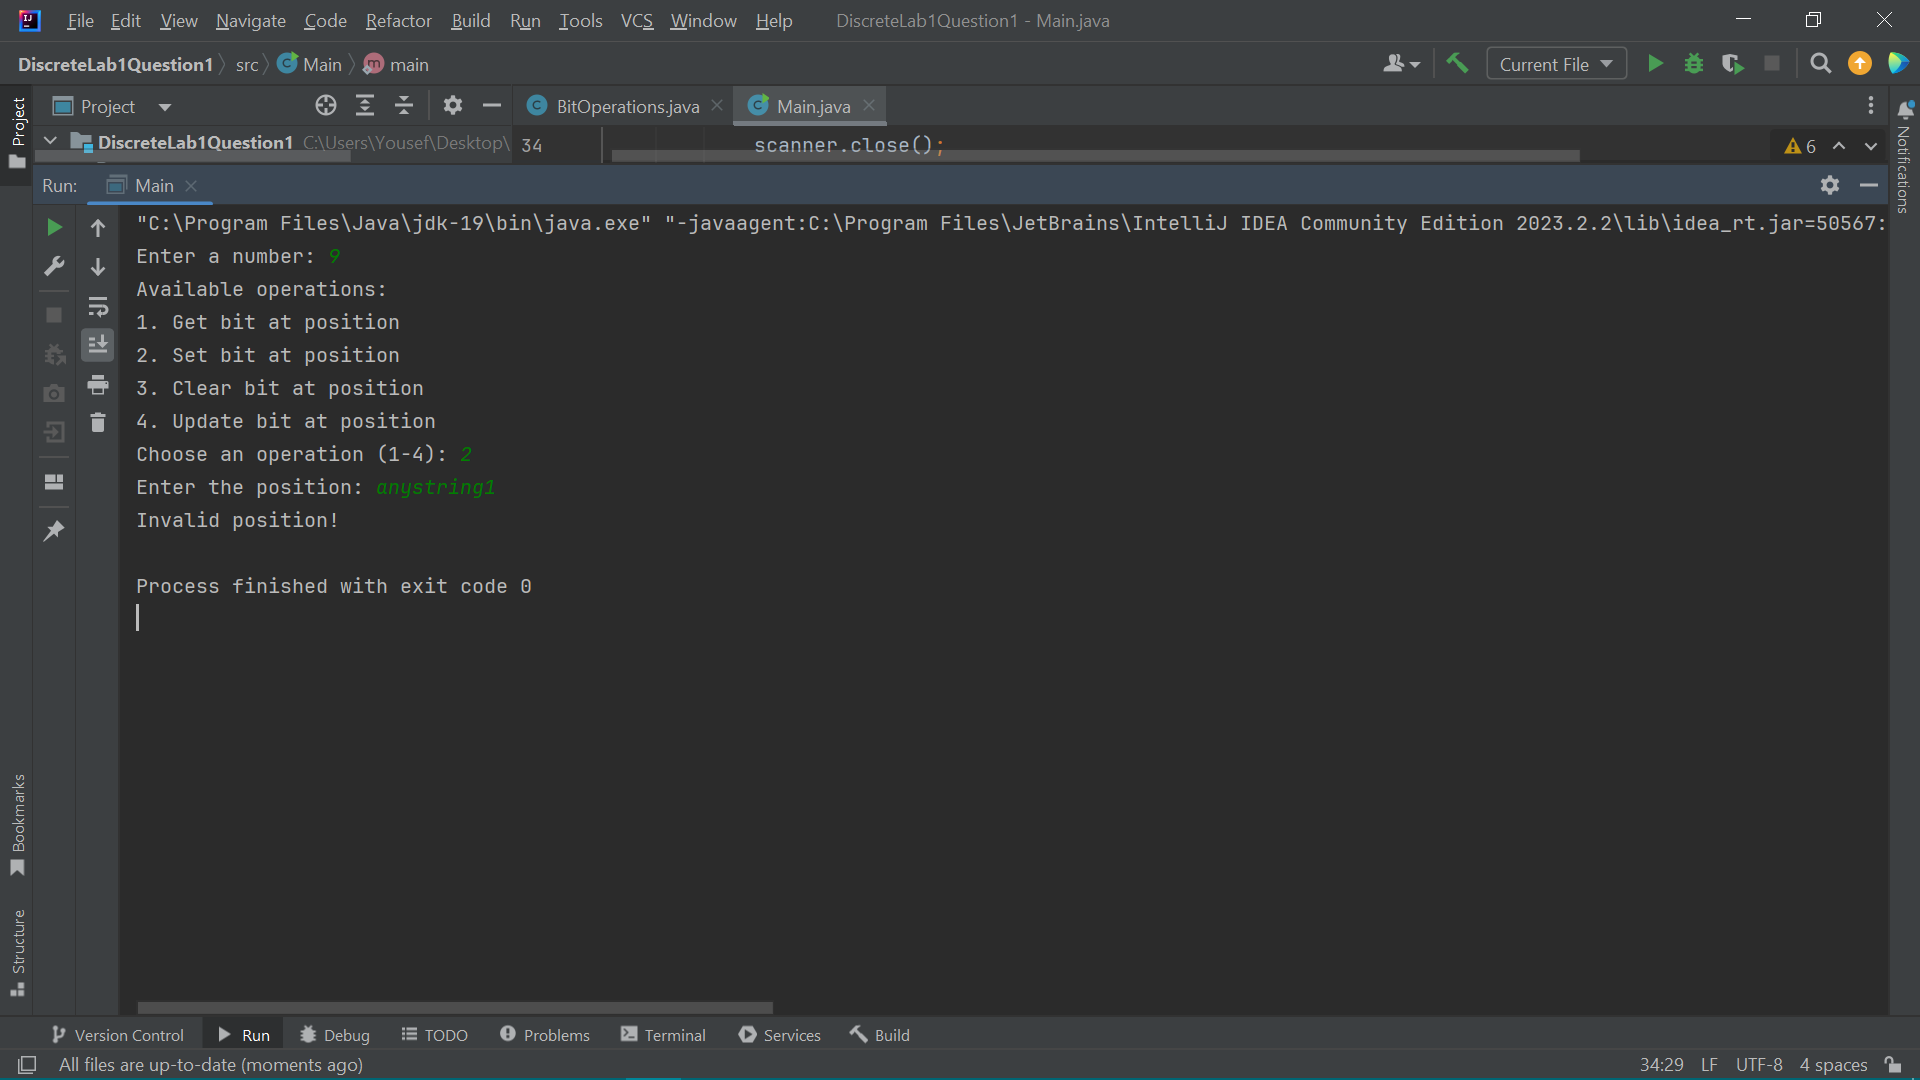 File Edit View Navigate Code Refactor Build Run Tools VCS Window Help DiscreteLab1Question1 - Main.java
DiscreteLab1Question1 src Main main Current File
Project BitOperations.java Main.java
DiscreteLab1Question1 C:\Users\Yousef\Desktop\ 34 scanner.close(); 6
Run: Main
"C:\Program Files\Java\jdk-19\bin\java.exe" "-javaagent:C:\Program Files\JetBrains\IntelliJ IDEA Community Edition 2023.2.2\lib\idea_rt.jar=50567:
Enter a number: 9
Available operations:
1. Get bit at position
2. Set bit at position
3. Clear bit at position
4. Update bit at position
Choose an operation (1-4): 2
Enter the position: anystring1
Invalid position!
Process finished with exit code 0
Project
Bookmarks
Structure
Notifications
Version Control Run Debug TODO Problems Terminal Services Build
All files are up-to-date (moments ago) 34:29 LF UTF-8 4 spaces